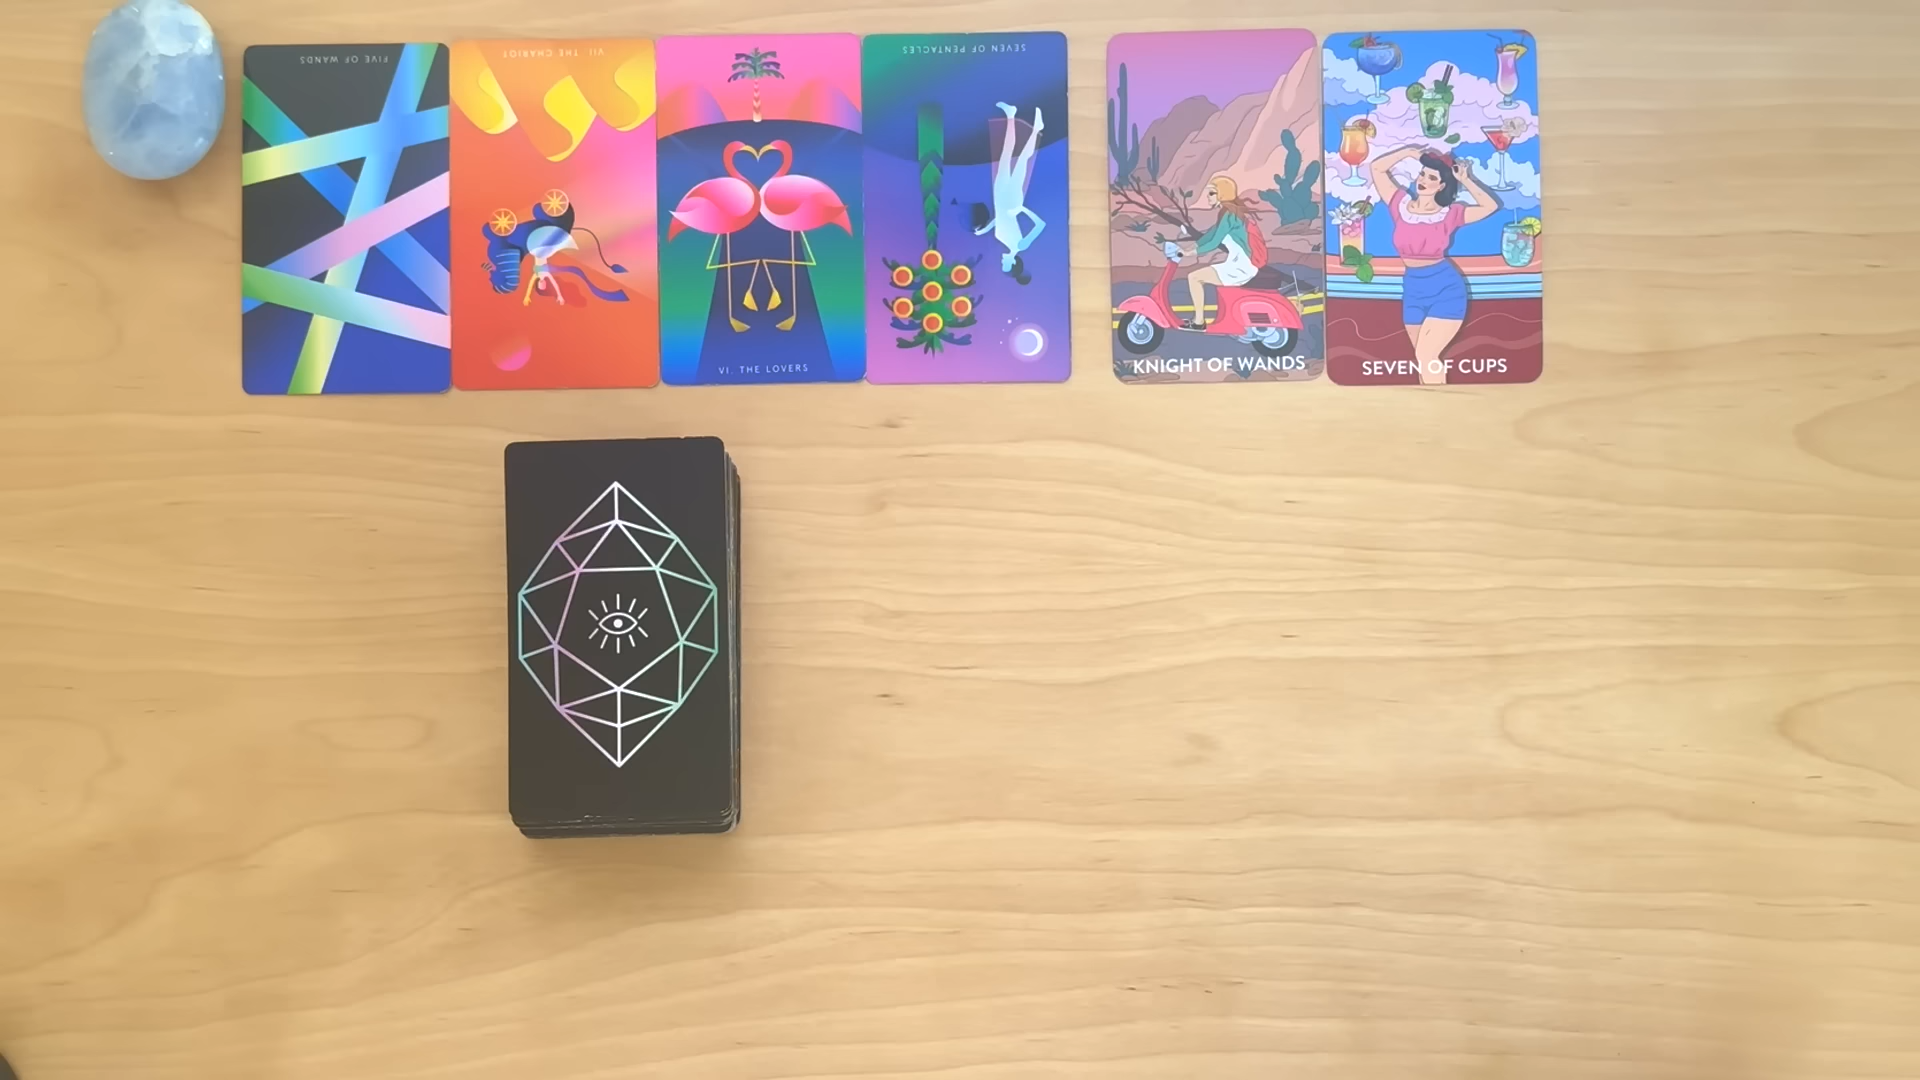 FIVE OF WANDS
VII. THE CHARIOT
VI. THE LOVERS
SEVEN OF PENTACLES
KNIGHT OF WANDS
SEVEN OF CUPS